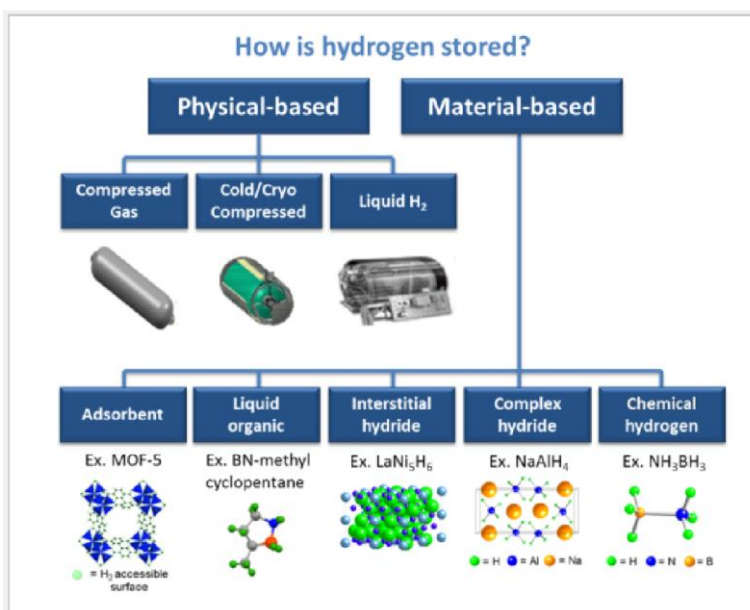 How is hydrogen stored?
Physical-based
Material-based
Compressed
Gas
Cold/Cryo
Compressed
Liquid H₂
Adsorbent
Liquid
organic
Interstitial
hydride
Complex
hydride
Chemical
hydrogen
Ex. MOF-5
Ex. BN-methyl
cyclopentane
Ex. LaNi₅H₆
Ex. NaAlH₄
Ex. NH₃BH₃
= H₂ accessible
surface
= H = Al = Na
= H = N = B